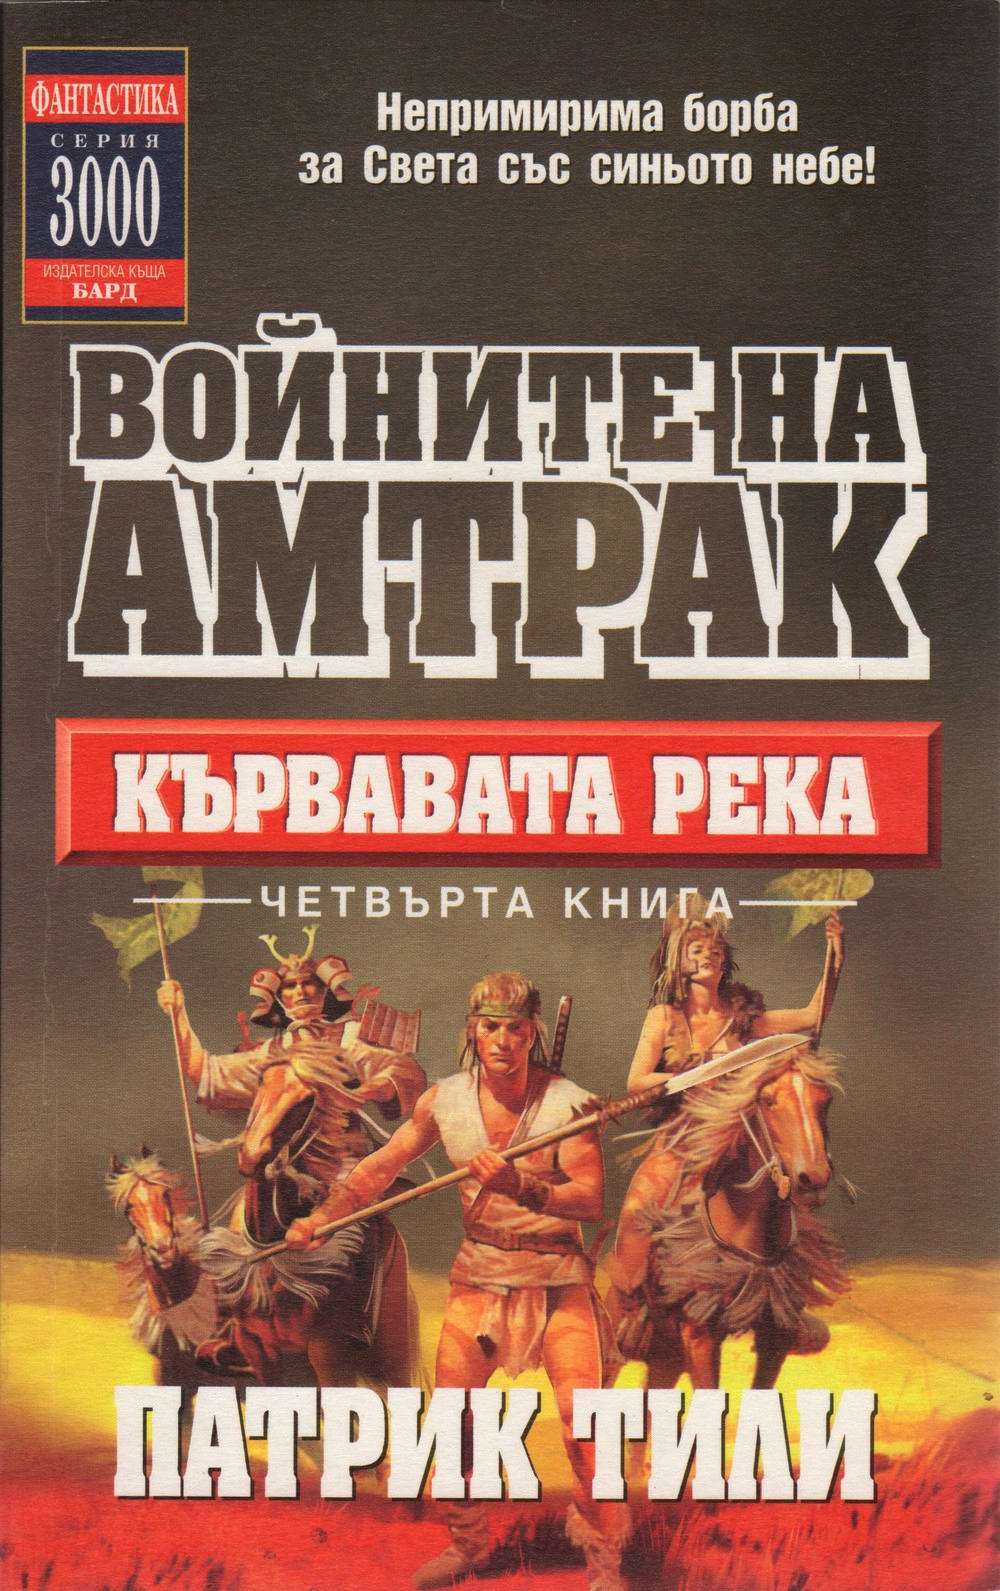 ФАНТАСТИКА
СЕРИЯ
3000
ИЗДАТЕЛСКА КЪЩА
БАРД
Непримирима борба
за Света със синьото небе!
ВОЙНИТЕ НА
АМТРАК
КЪРВАВАТА РЕКА
ЧЕТВЪРТА КНИГА
ПАТРИК ТИЛИ